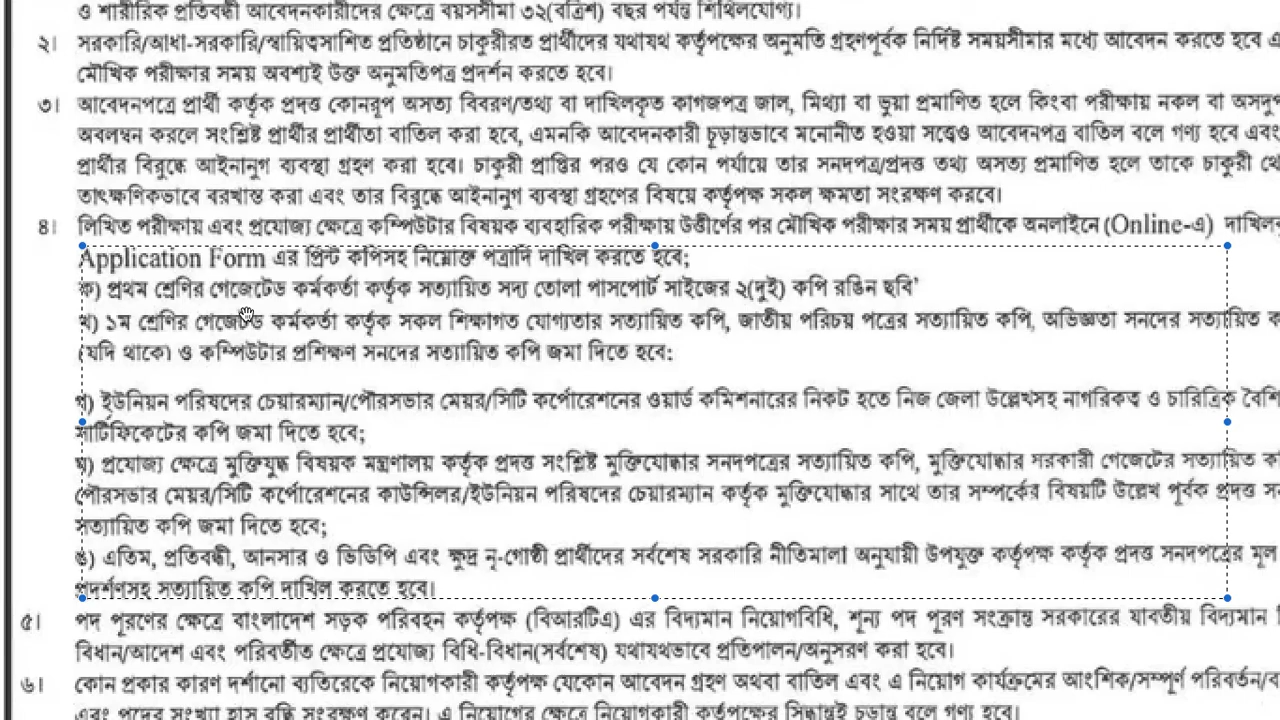 ও শারীরিক প্রতিবন্ধী আবেদনকারীদের ক্ষেত্রে বয়সসীমা ৩২(বত্রিশ) বছর পর্যন্ত শিথিলযোগ্য।
২। সরকারি/আধা-সরকারি/স্বায়িতসাশিত প্রতিষ্ঠানে চাকুরীরত প্রার্থীদের যথাযথ কর্তৃপক্ষের অনুমতি গ্রহণপূর্বক নির্দিষ্ট সময়সীমার মধ্যে আবেদন করতে হবে
মৌখিক পরীক্ষার সময় অবশ্যই উক্ত অনুমতিপত্র প্রদর্শন করতে হবে।
৩। আবেদনপত্রে প্রার্থী কর্তৃক প্রদত্ত কোনরূপ অসত্য বিবরণ/তথ্য বা দাখিলকৃত কাগজপত্র জাল, মিথ্যা বা ভুয়া প্রমাণিত হলে কিংবা পরীক্ষায় নকল বা
অবলম্বন করলে সংশ্লিষ্ট প্রার্থীর প্রার্থীতা বাতিল করা হবে, এমনকি আবেদনকারী চূড়ান্তভাবে মনোনীত হওয়া সত্ত্বেও আবেদনপত্র বাতিল বলে গণ্য হবে এবং
প্রার্থীর বিরুদ্ধে আইনানুগ ব্যবস্থা গ্রহণ করা হবে। চাকুরী প্রাপ্তির পরও যে কোন পর্যায়ে তার সনদপত্র/প্রদত্ত তথ্য অসত্য প্রমাণিত হলে তাকে চাকুরী
তাৎক্ষণিকভাবে বরখাস্ত করা এবং তার বিরুদ্ধে আইনানুগ ব্যবস্থা গ্রহণের বিষয়ে কর্তৃপক্ষ সকল ক্ষমতা সংরক্ষণ করবে।
৪। লিখিত পরীক্ষায় এবং প্রযোজ্য ক্ষেত্রে কম্পিউটার বিষয়ক ব্যবহারিক পরীক্ষায় উত্তীর্ণের পর মৌখিক পরীক্ষার সময় প্রার্থীকে অনলাইনে (Online-এ)
Application Form এর প্রিন্ট কপিসহ নিম্নোক্ত পত্রাদি দাখিল করতে হবে;
ক) প্রথম শ্রেণির গেজেটেড কর্মকর্তা কর্তৃক সত্যায়িত সদ্য তোলা পাসপোর্ট সাইজের ২(দুই) কপি রঙিন ছবি'
খ) ১ম শ্রেণির গেজেটেড কর্মকর্তা কর্তৃক সকল শিক্ষাগত যোগ্যতার সত্যায়িত কপি, জাতীয় পরিচয় পত্রের সত্যায়িত কপি, অভিজ্ঞতা সনদের সত্যায়িত
(যদি থাকে) ও কম্পিউটার প্রশিক্ষণ সনদের সত্যায়িত কপি জমা দিতে হবে:
গ) ইউনিয়ন পরিষদের চেয়ারম্যান/পৌরসভার মেয়র/সিটি কর্পোরেশনের ওয়ার্ড কমিশনারের নিকট হতে নিজ জেলা উল্লেখসহ নাগরিকত্ব ও চারিত্রিক
সার্টিফিকেটের কপি জমা দিতে হবে;
ঘ) প্রযোজ্য ক্ষেত্রে মুক্তিযুদ্ধ বিষয়ক মন্ত্রণালয় কর্তৃক প্রদত্ত সংশ্লিষ্ট মুক্তিযোদ্ধার সনদপত্রের সত্যায়িত কপি, মুক্তিযোদ্ধার সরকারী গেজেটের সত্যায়িত
পৌরসভার মেয়র/সিটি কর্পোরেশনের কাউন্সিলর/ইউনিয়ন পরিষদের চেয়ারম্যান কর্তৃক মুক্তিযোদ্ধার সাথে তার সম্পর্কের বিষয়টি উল্লেখ পূর্বক প্রদত্ত
সত্যায়িত কপি জমা দিতে হবে;
ঙ) এতিম, প্রতিবন্ধী, আনসার ও ভিডিপি এবং ক্ষুদ্র নৃ-গোষ্ঠী প্রার্থীদের সর্বশেষ সরকারি নীতিমালা অনুযায়ী উপযুক্ত কর্তৃপক্ষ কর্তৃক প্রদত্ত সনদপত্রের মূল
প্রদর্শনসহ সত্যায়িত কপি দাখিল করতে হবে।
৫। পদ পূরণের ক্ষেত্রে বাংলাদেশ সড়ক পরিবহন কর্তৃপক্ষ (বিআরটিএ) এর বিদ্যমান নিয়োগবিধি, শূন্য পদ পূরণ সংক্রান্ত সরকারের যাবতীয় বিদ্যমান
বিধান/আদেশ এবং পরিবর্তীত ক্ষেত্রে প্রযোজ্য বিধি-বিধান(সর্বশেষ) যথাযথভাবে প্রতিপালন/অনুসরণ করা হবে।
৬। কোন প্রকার কারণ দর্শানো ব্যতিরেকে নিয়োগকারী কর্তৃপক্ষ যেকোন আবেদন গ্রহণ অথবা বাতিল এবং এ নিয়োগ কার্যক্রমের আংশিক/সম্পূর্ণ পরিবর্তন/
এবং পদের সংখ্যা হ্রাস বৃদ্ধি সংরক্ষণ করেন। এ নিয়োগের ক্ষেত্রে নিয়োগকারী কর্তৃপক্ষের সিদ্ধান্তই চূড়ান্ত বলে গণ্য হবে।